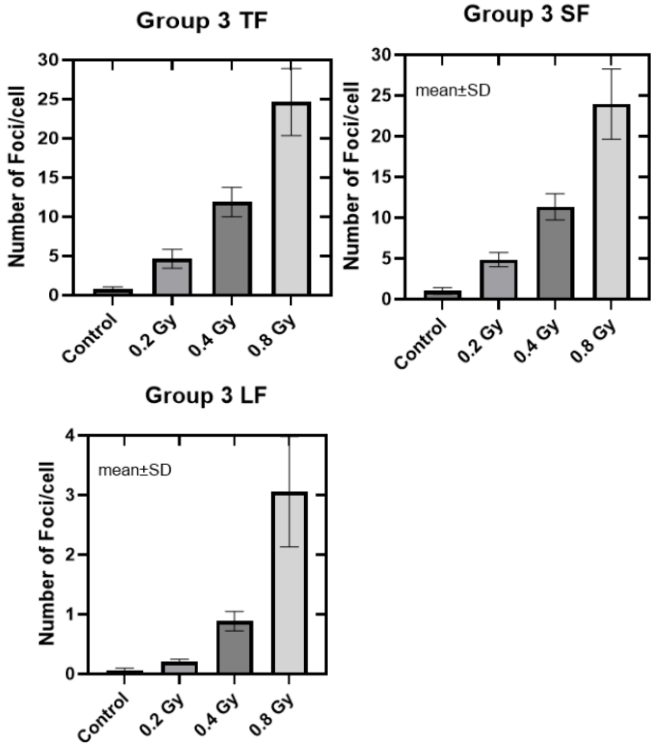 Group 3 TF
Number of Foci/cell
30
25
20
15
10
5
0
Control
0.2 Gy
0.4 Gy
0.8 Gy
Group 3 SF
Number of Foci/cell
mean±SD
30
25
20
15
10
5
0
Control
0.2 Gy
0.4 Gy
0.8 Gy
Group 3 LF
Number of Foci/cell
mean±SD
4
3
2
1
0
Control
0.2 Gy
0.4 Gy
0.8 Gy